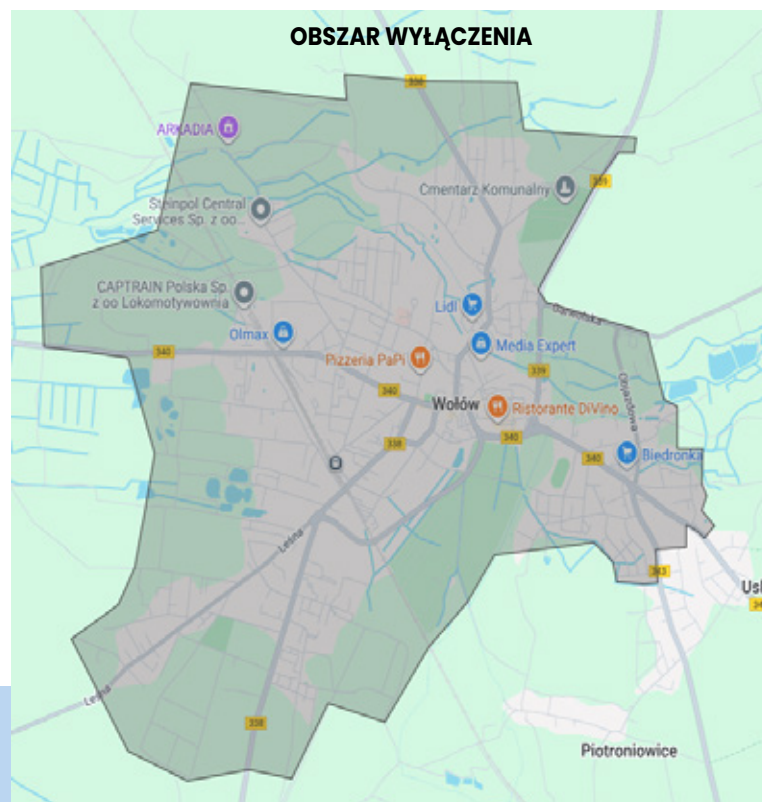 OBSZAR WYŁĄCZENIA
338
ARKADIA
339
Cmentarz Komunalny
Steinpol Central
Services Sp. z oo...
CAPTRAIN Polska Sp.
z oo Lokomotywownia
Lidl
Olmax
340
Media Expert
Pizzeria PaPi
339
Objazdowa
340
Wołów
Ristorante DiVino
338
340
340
Biedronka
Leśna
343
Usk
34
Leśna
338
Piotroniowice